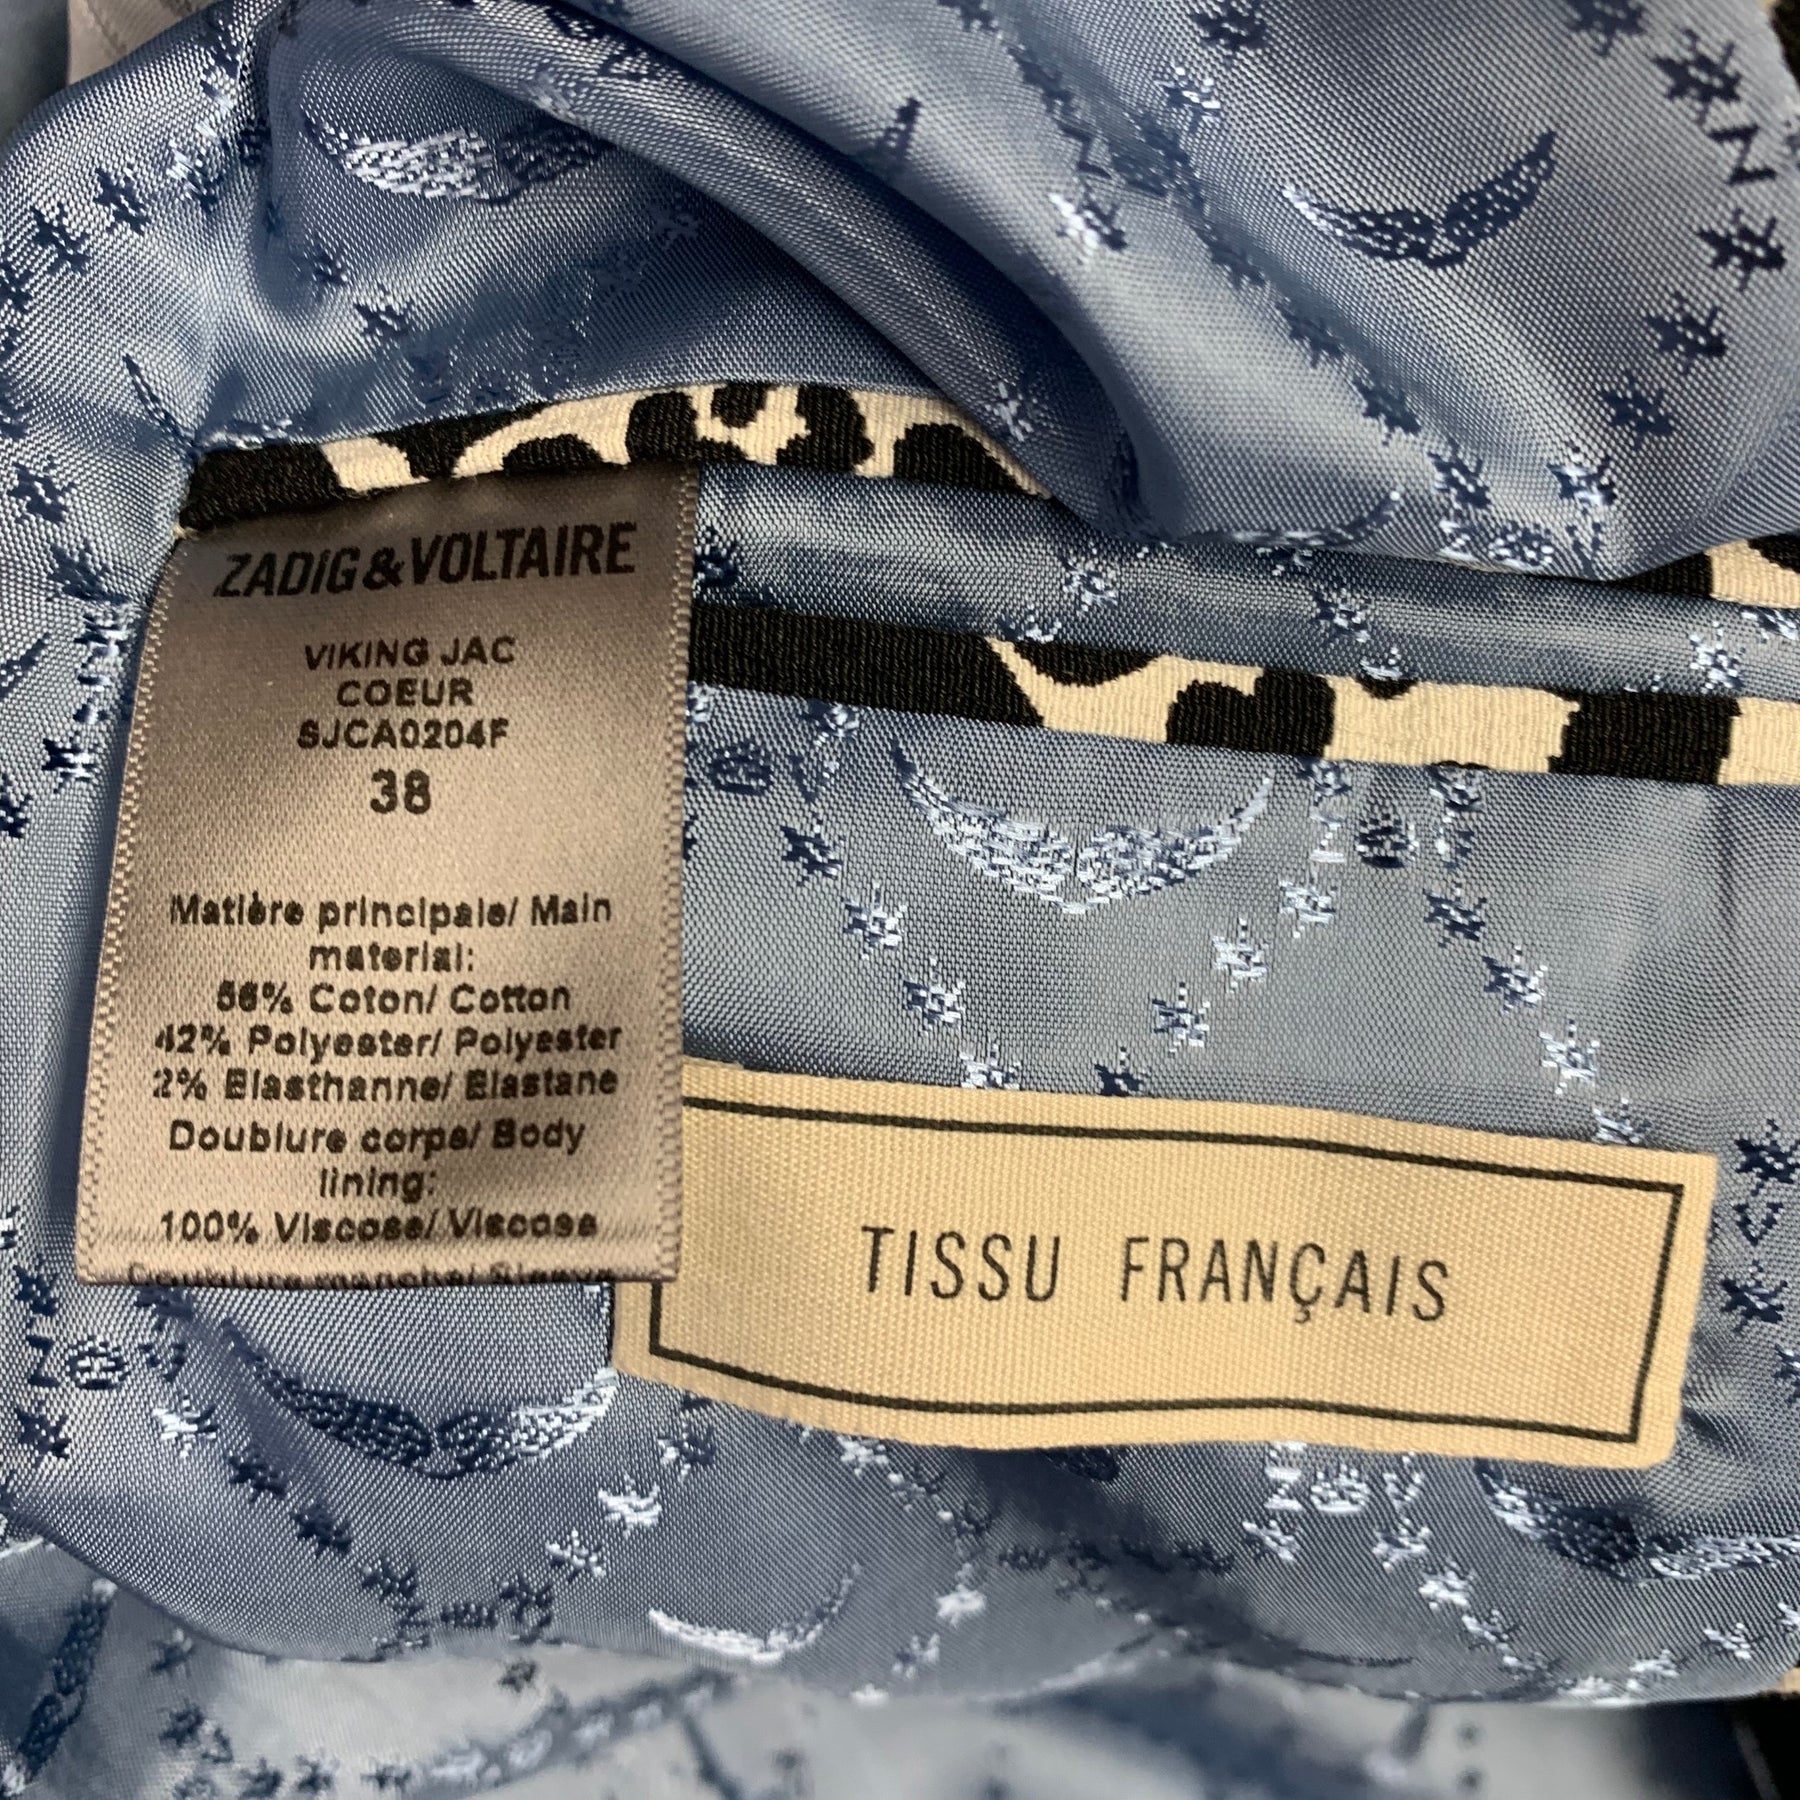 ZADIG&VOLTAIRE
VIKING JAC
COEUR
SJCA0204F
38
Matière principale/ Main
material:
56% Coton/ Cotton
42% Polyester/ Polyester
2% Elasthanne/ Elastane
Doublure corps/ Body
lining:
100% Viscose/ Viscose
TISSU FRANÇAIS